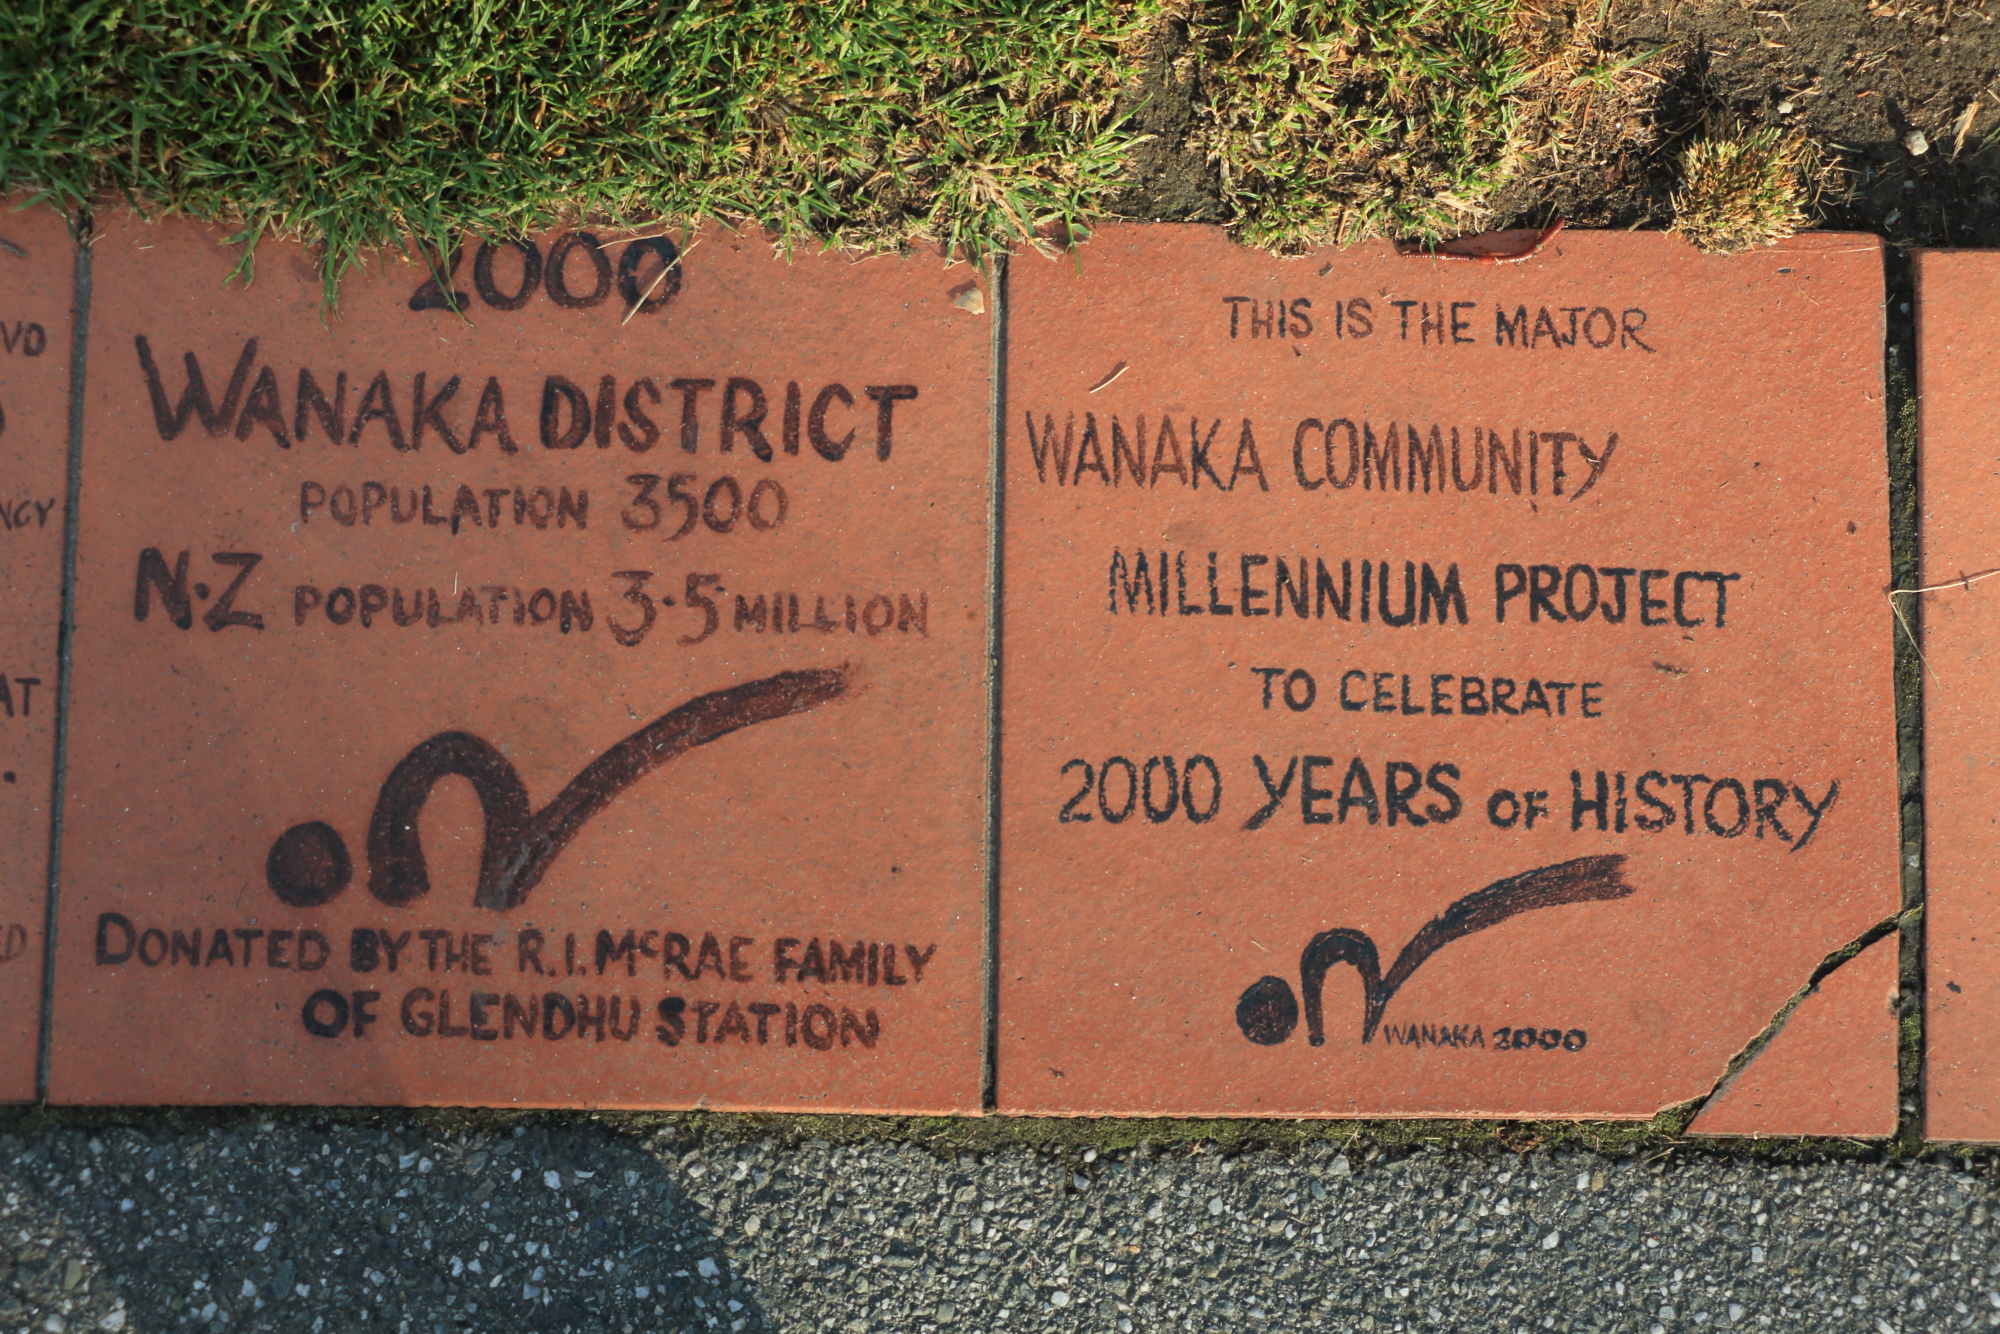 2000
WANAKA DISTRICT
POPULATION 3500
N·Z POPULATION 3·5 MILLION
DONATED BY THE R.I. McRAE FAMILY
OF GLENDHU STATION
THIS IS THE MAJOR
WANAKA COMMUNITY
MILLENNIUM PROJECT
TO CELEBRATE
2000 YEARS OF HISTORY
WANAKA 2000